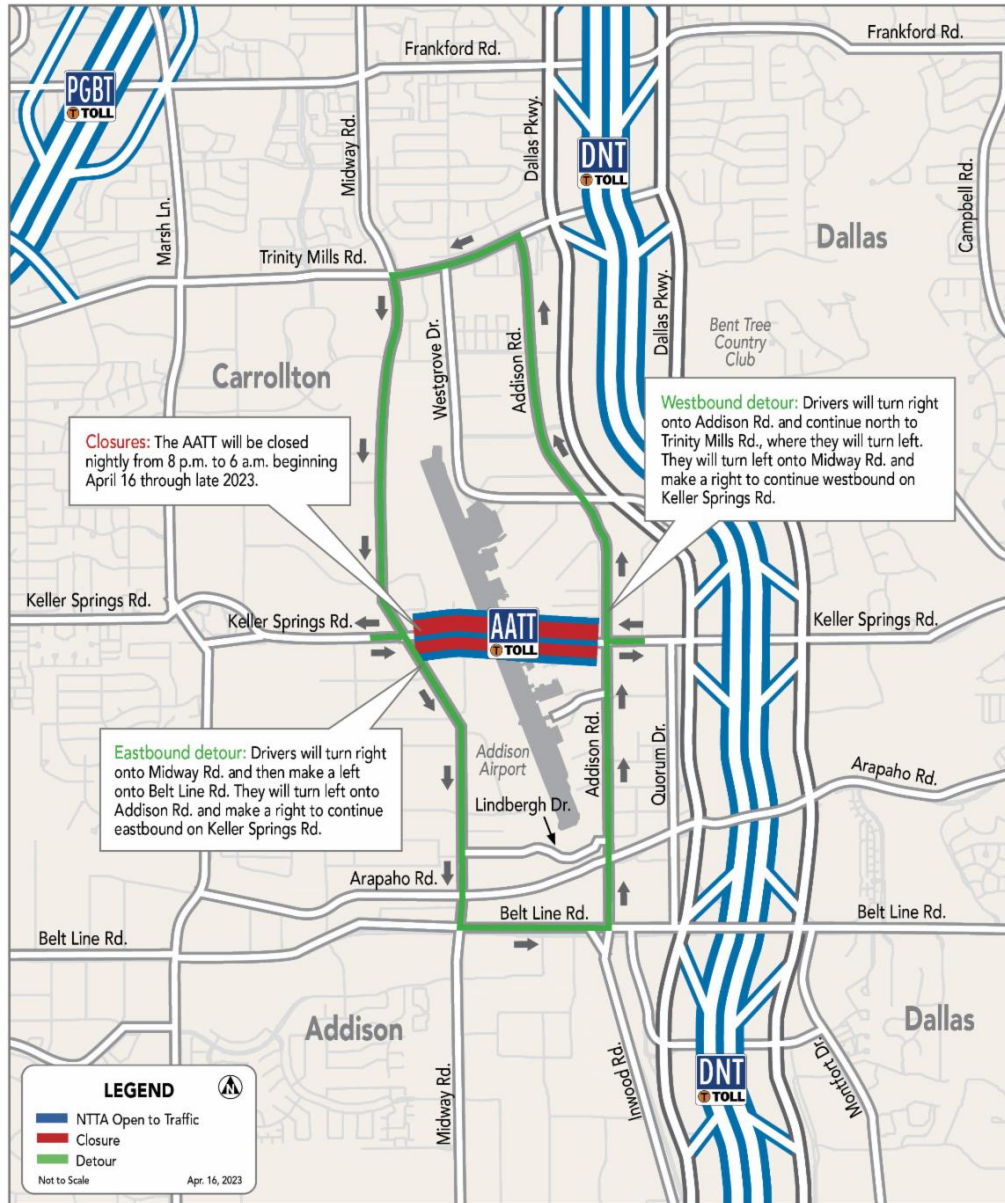 Frankford Rd.
Frankford Rd.
PGBT
T TOLL
Midway Rd.
Dallas Pkwy.
DNT
T TOLL
Marsh Ln.
Campbell Rd.
Dallas
Trinity Mills Rd.
Dallas Pkwy.
Westgrove Dr.
Addison Rd.
Bent Tree
Country
Club
Carrollton
Closures: The AATT will be closed
nightly from 8 p.m. to 6 a.m. beginning
April 16 through late 2023.
Westbound detour: Drivers will turn right
onto Addison Rd. and continue north to
Trinity Mills Rd., where they will turn left.
They will turn left onto Midway Rd. and
make a right to continue westbound on
Keller Springs Rd.
Keller Springs Rd.
Keller Springs Rd.
AATT
T TOLL
Keller Springs Rd.
Eastbound detour: Drivers will turn right
onto Midway Rd. and then make a left
onto Belt Line Rd. They will turn left onto
Addison Rd. and make a right to continue
eastbound on Keller Springs Rd.
Addison
Airport
Addison Rd.
Quorum Dr.
Arapaho Rd.
Lindbergh Dr.
Arapaho Rd.
Belt Line Rd.
Belt Line Rd.
Belt Line Rd.
Addison
Dallas
Midway Rd.
Inwood Rd.
DNT
T TOLL
Montfort Dr.
LEGEND
N
NTTA Open to Traffic
Closure
Detour
Not to Scale
Apr. 16, 2023